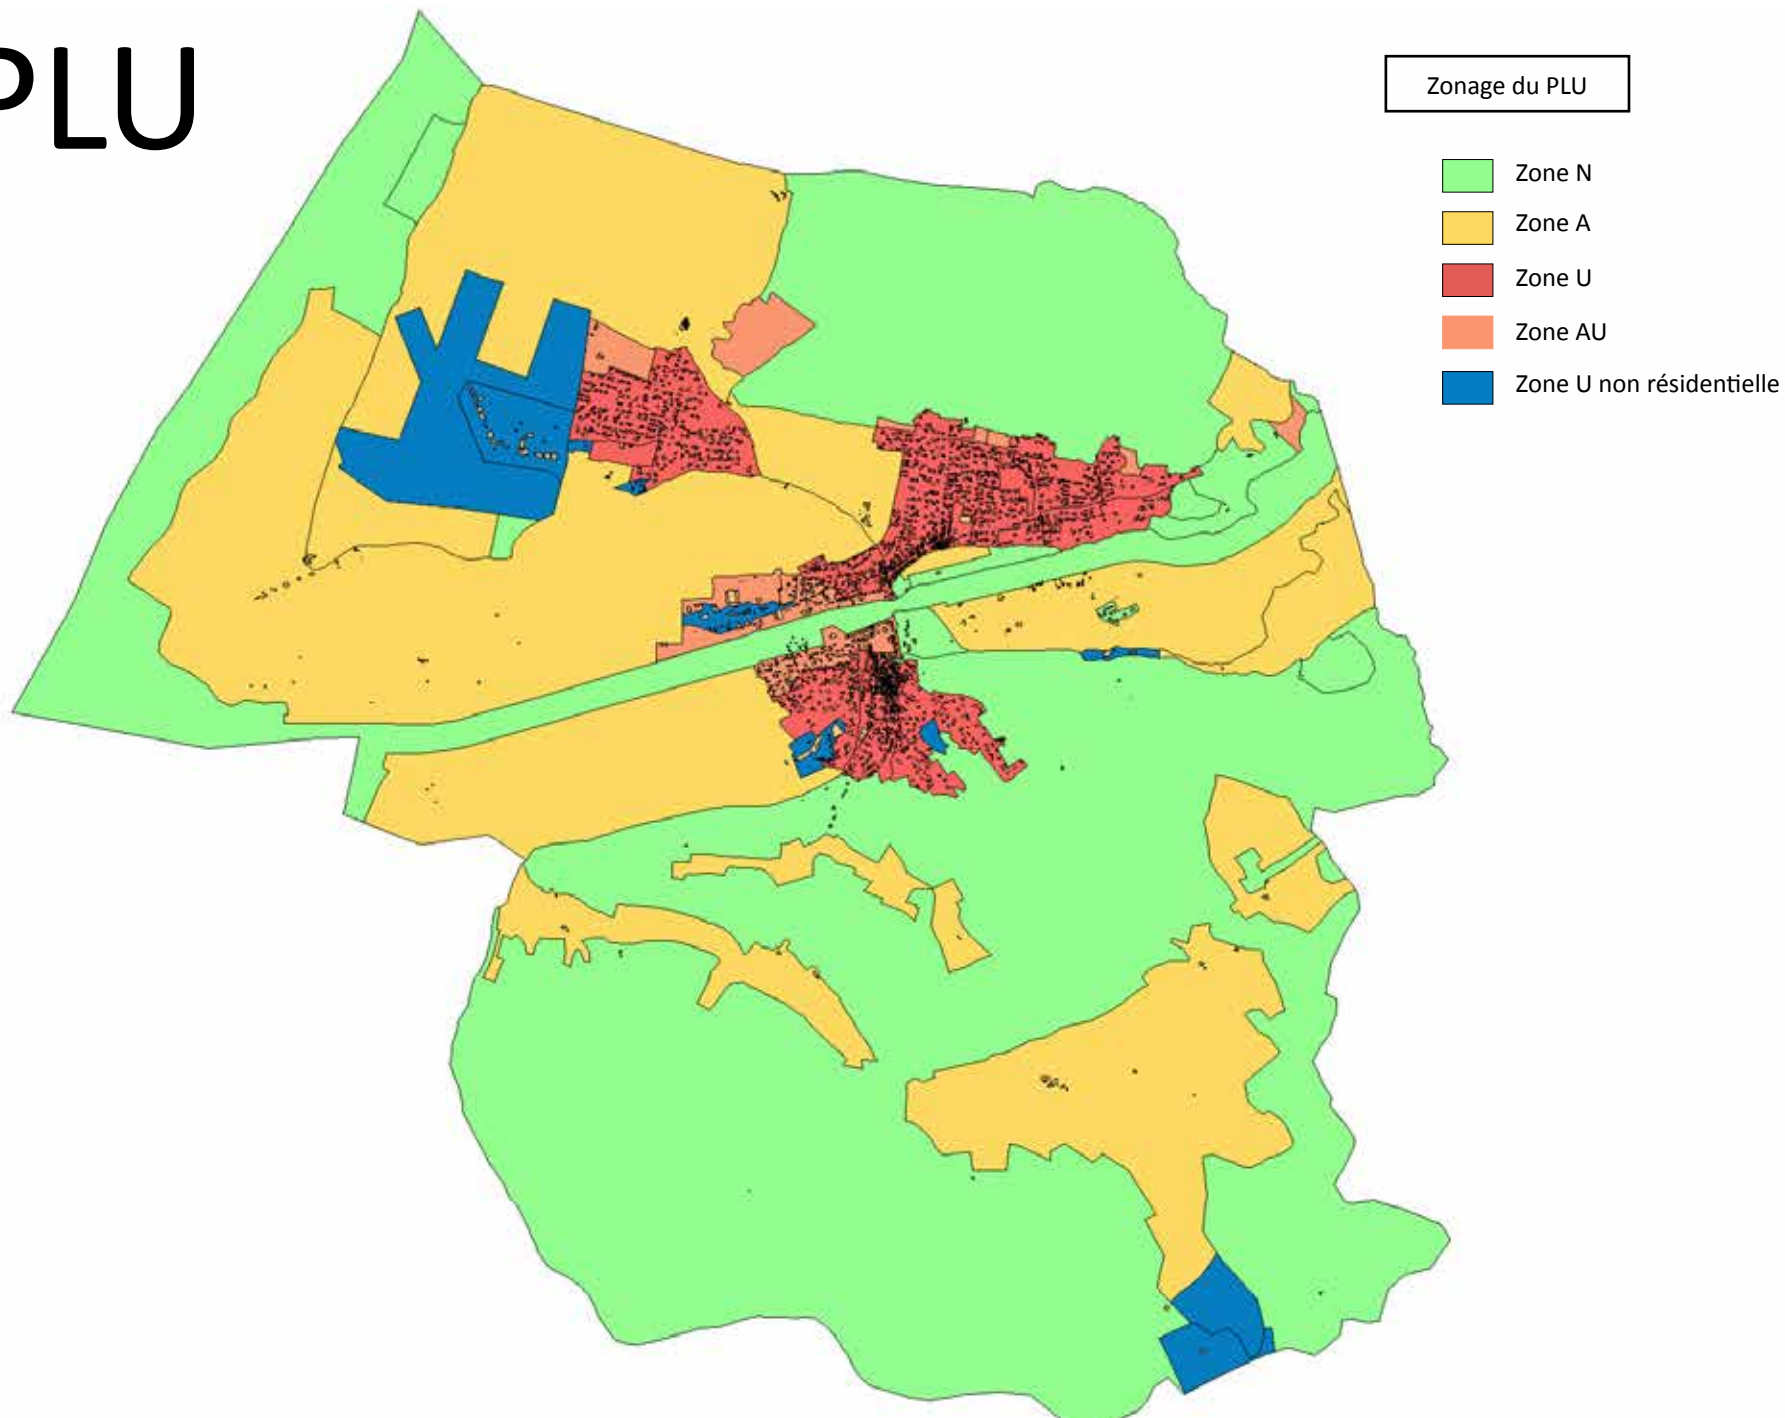 PLU
Zonage du PLU
Zone N
Zone A
Zone U
Zone AU
Zone U non résidentielle